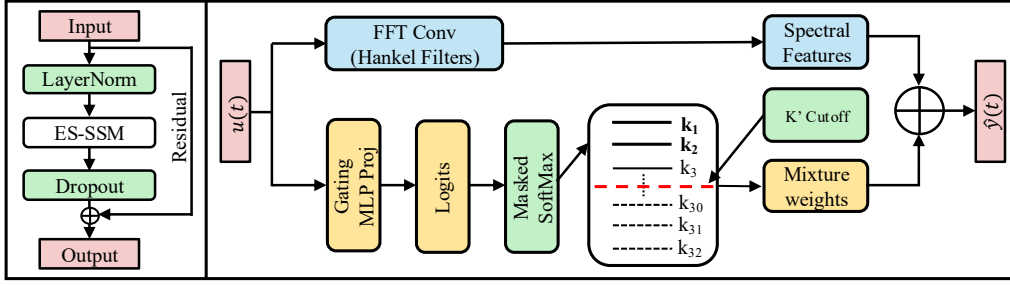 Input
LayerNorm
ES-SSM
Dropout
Output
Residual
u(t)
FFT Conv
(Hankel Filters)
Spectral
Features
Gating
MLP Proj
Logits
Masked
SoftMax
k₁
k₂
k₃
k₃₀
k₃₁
k₃₂
K' Cutoff
Mixture
weights
ŷ(t)